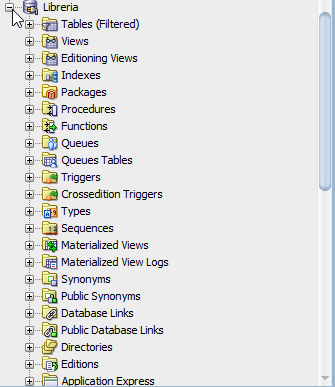 Libreria
Tables (Filtered)
Views
Editioning Views
Indexes
Packages
Procedures
Functions
Queues
Queues Tables
Triggers
Crossedition Triggers
Types
Sequences
Materialized Views
Materialized View Logs
Synonyms
Public Synonyms
Database Links
Public Database Links
Directories
Editions
Application Express